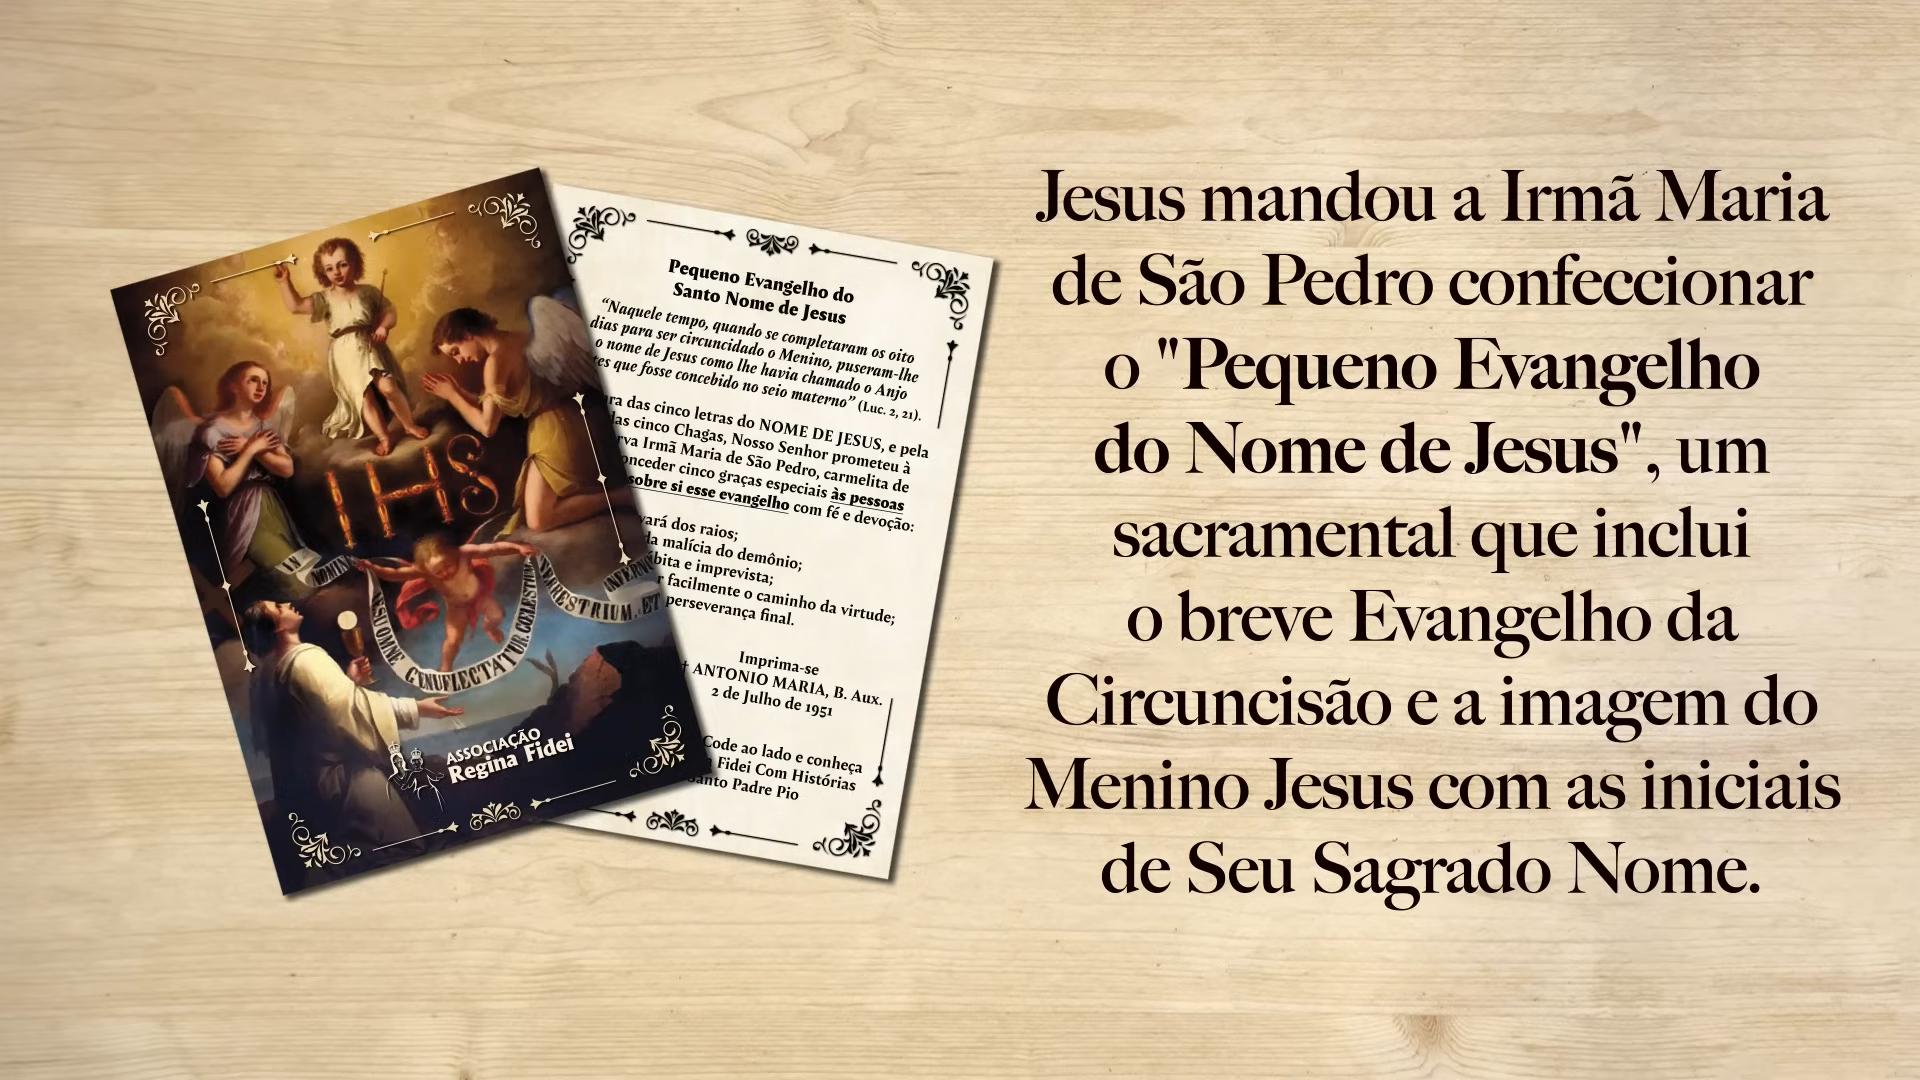 IHS
IN NOMINE
GENUFLECTATUR COELESTIUM
TERRESTRIUM, ET
ASSOCIAÇÃO
Regina Fidei
Pequeno Evangelho do
Santo Nome de Jesus
“Naquele tempo, quando se completaram os oito
dias para ser circuncidado o Menino, puseram-lhe
o nome de Jesus como lhe havia chamado o Anjo
que fosse concebido no seio materno” (Luc. 2, 21).
das cinco letras do NOME DE JESUS, e pela
das cinco Chagas, Nosso Senhor prometeu à
Irmã Maria de São Pedro, carmelita de
conceder cinco graças especiais às pessoas
sobre si esse evangelho com fé e devoção:
dos raios;
da malícia do demônio;
e imprevista;
facilmente o caminho da virtude;
perseverança final.
Imprima-se
† ANTONIO MARIA, B. Aux.
2 de Julho de 1951
Code ao lado e conheça
Fidei Com Histórias
Padre Pio
Jesus mandou a Irmã Maria
de São Pedro confeccionar
o "Pequeno Evangelho
do Nome de Jesus", um
sacramental que inclui
o breve Evangelho da
Circuncisão e a imagem do
Menino Jesus com as iniciais
de Seu Sagrado Nome.